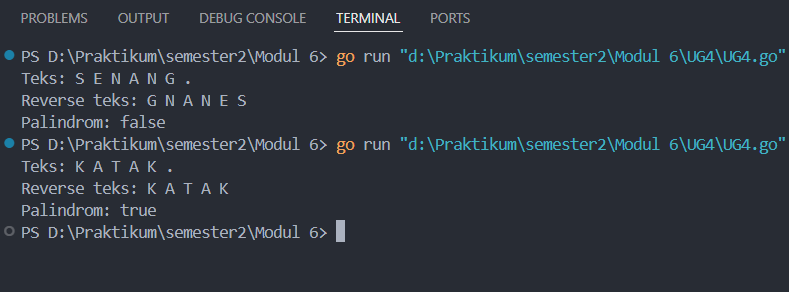 PROBLEMS OUTPUT DEBUG CONSOLE TERMINAL PORTS
PS D:\Praktikum\semester2\Modul 6> go run "d:\Praktikum\semester2\Modul 6\UG4\UG4.go"
Teks: S E N A N G .
Reverse teks: G N A N E S
Palindrom: false
PS D:\Praktikum\semester2\Modul 6> go run "d:\Praktikum\semester2\Modul 6\UG4\UG4.go"
Teks: K A T A K .
Reverse teks: K A T A K
Palindrom: true
PS D:\Praktikum\semester2\Modul 6>